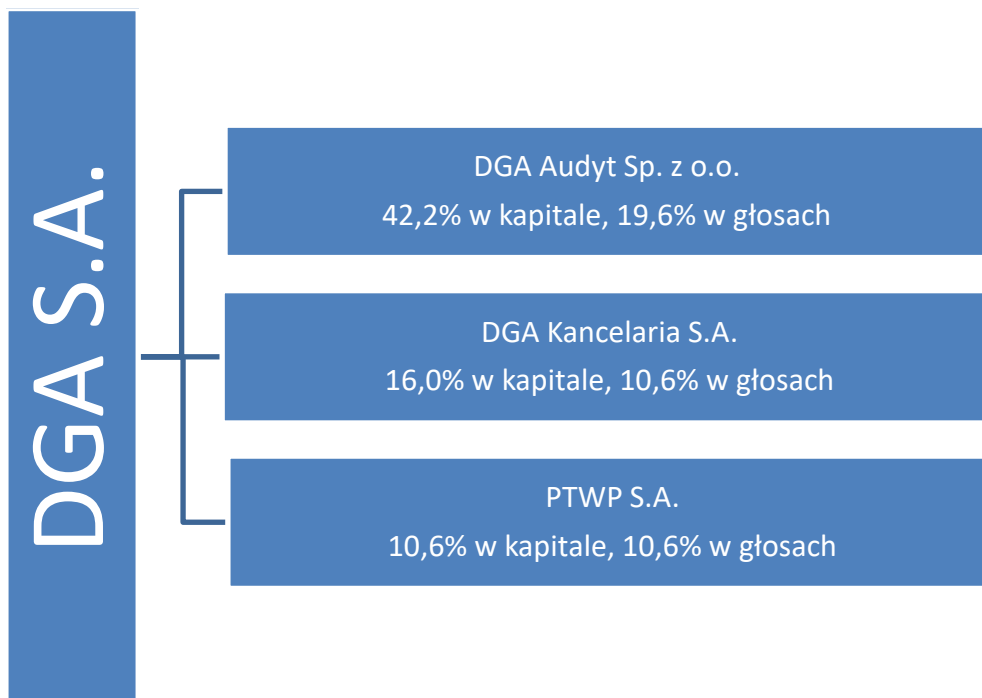 DGA S.A.
DGA Audyt Sp. z o.o.
42,2% w kapitale, 19,6% w głosach
DGA Kancelaria S.A.
16,0% w kapitale, 10,6% w głosach
PTWP S.A.
10,6% w kapitale, 10,6% w głosach